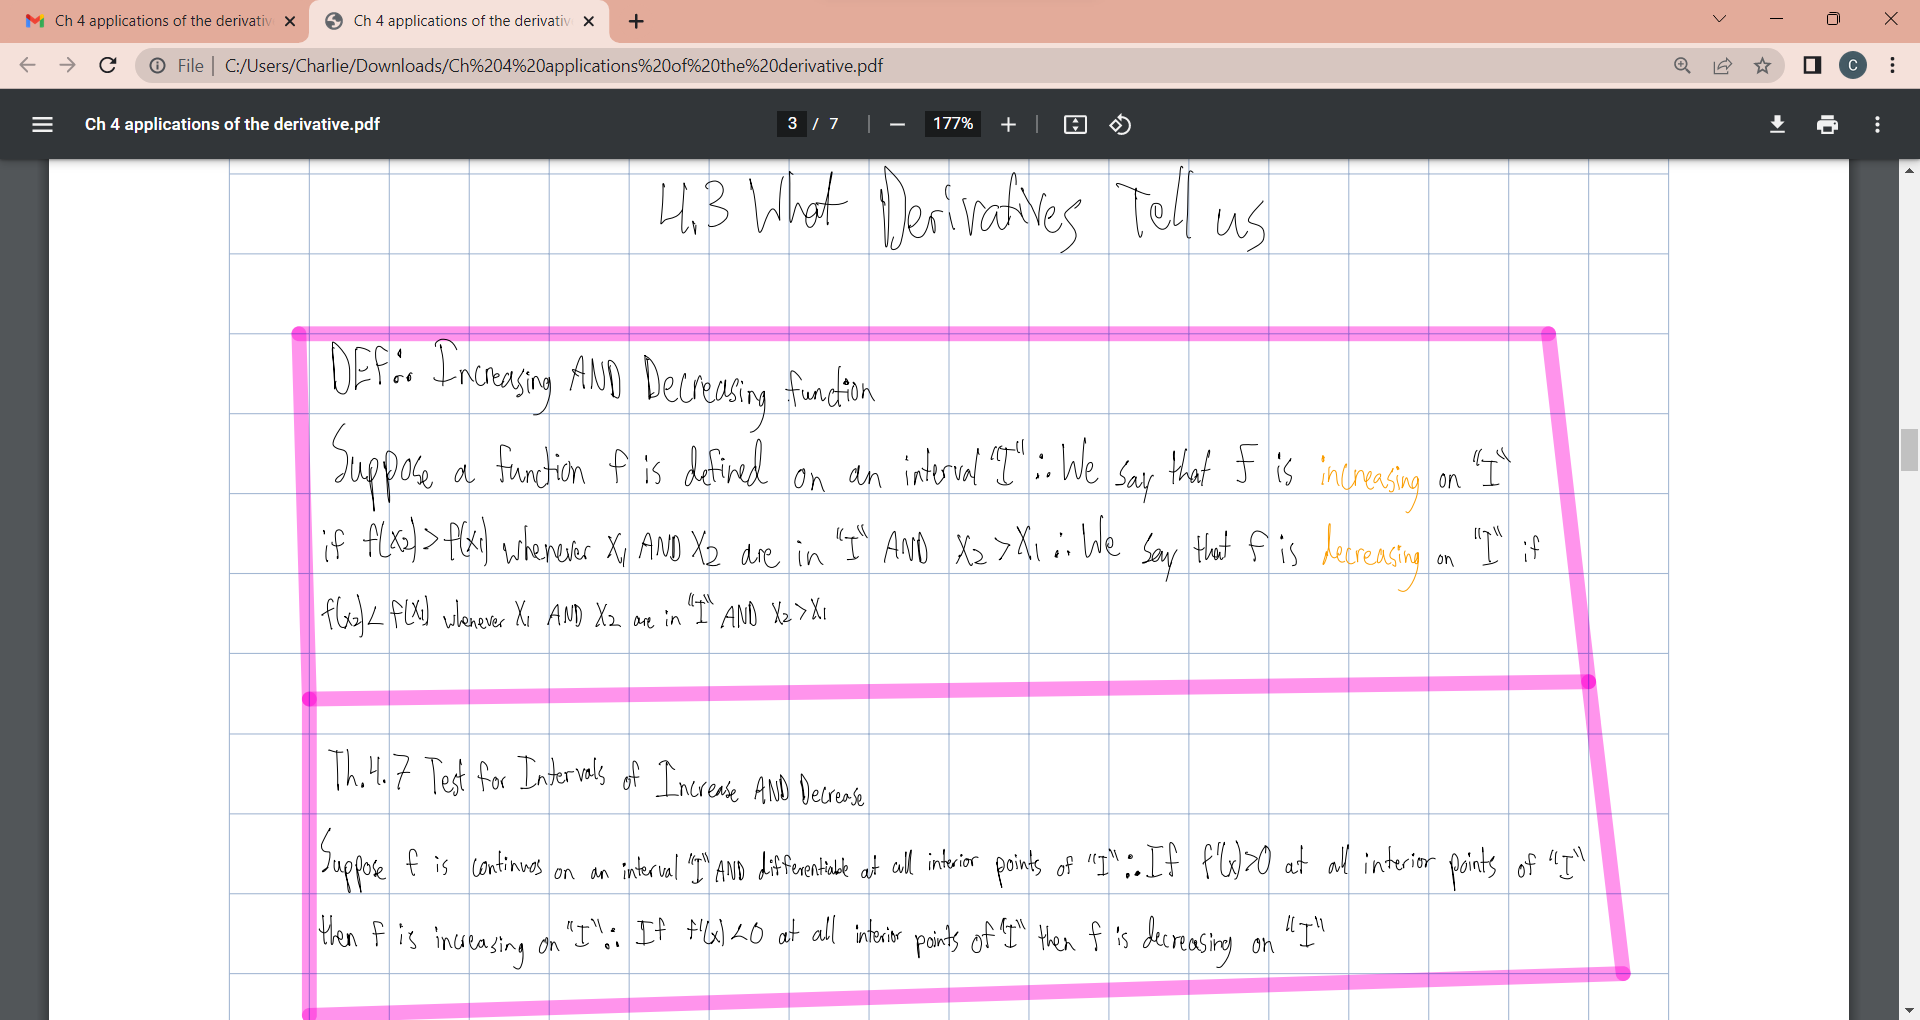 Ch 4 applications of the derivativ
Ch 4 applications of the derivativ
File | C:/Users/Charlie/Downloads/Ch%204%20applications%20of%20the%20derivative.pdf
C
Ch 4 applications of the derivative.pdf
3 / 7
177%
4.3 What Derivatives Tell us
DEF:. Increasing AND Decreasing function
Suppose a function f is defined on an interval "I" :. We say that f is increasing on "I"
if f(x2) > f(x1) whenever X1 AND X2 are in "I" AND X2 > X1 :. We say that f is decreasing on "I" if
f(x2) < f(x1) whenever X1 AND X2 are in "I" AND X2 > X1
Th. 4.7 Test for Intervals of Increase AND Decrease
Suppose f is continuos on an interval "I" AND differentiable at all interior points of "I" :. If f'(x)>0 at all interior points of "I"
then f is increasing on "I" :. If f'(x)<0 at all interior points of "I" then f is decreasing on "I"